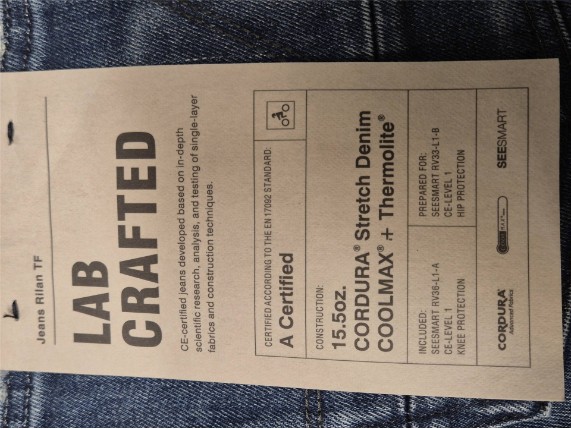 Jeans Rilan TF
LAB
CRAFTED
CE-certified jeans developed based on in-depth
scientific research, analysis, and testing of single-layer
fabrics and construction techniques.
CERTIFIED ACCORDING TO THE EN 17092 STANDARD:
A Certified
CONSTRUCTION:
15.5oz.
CORDURA® Stretch Denim
COOLMAX® + Thermolite®
INCLUDED:
SEESMART RV36-L1-A
CE-LEVEL 1
KNEE PROTECTION
PREPARED FOR:
SEESMART RV33-L1-B
CE-LEVEL 1
HIP PROTECTION
CORDURA
Advanced Fabrics
SEESMART